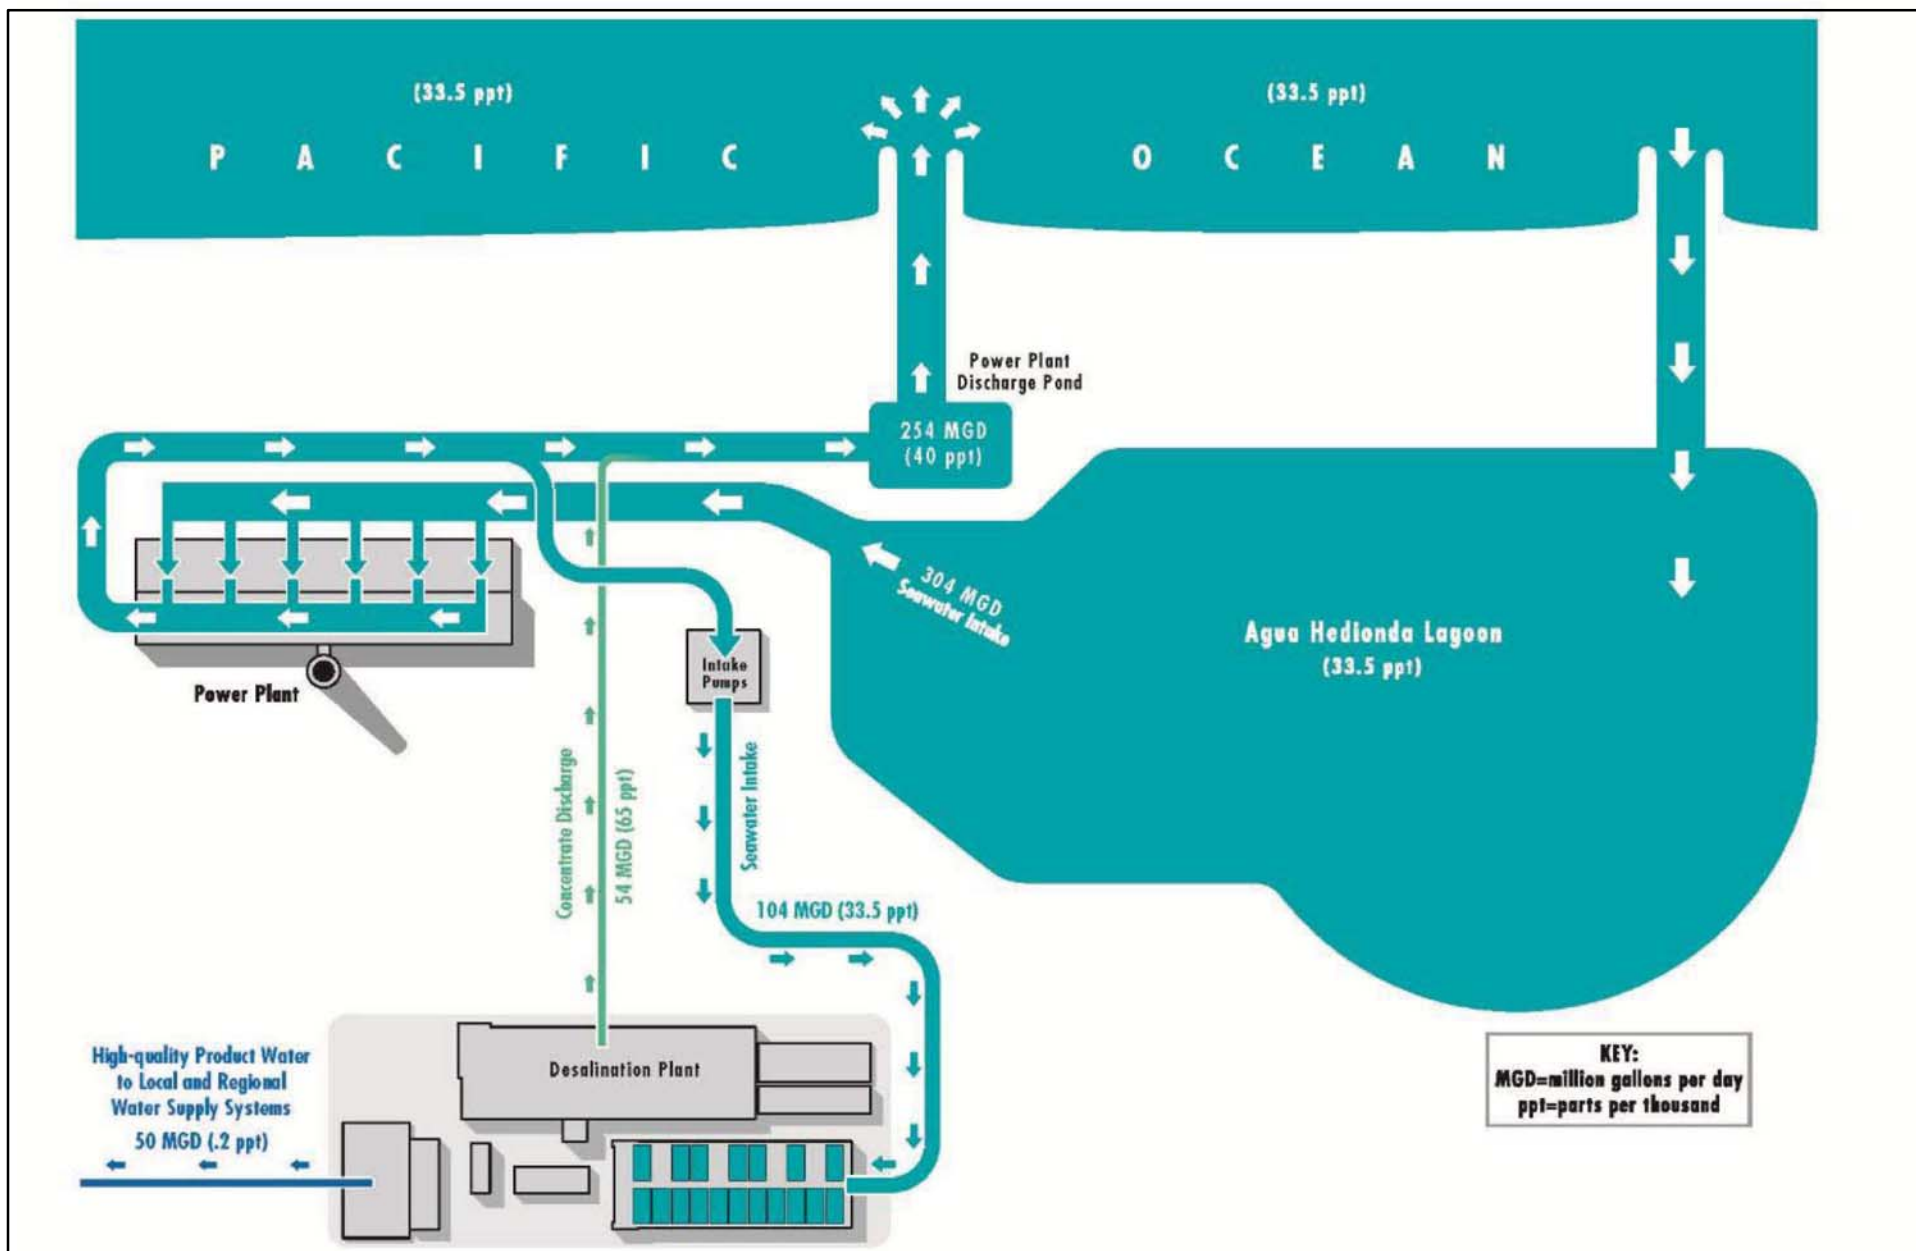 (33.5 ppt)
(33.5 ppt)
PACIFIC
OCEAN
Power Plant
Discharge Pond
254 MGD
(40 ppt)
304 MGD
Seawater Intake
Agua Hedionda Lagoon
(33.5 ppt)
Intake
Pumps
Power Plant
Concentrate Discharge
54 MGD (65 ppt)
Seawater Intake
104 MGD (33.5 ppt)
Desalination Plant
High-quality Product Water
to Local and Regional
Water Supply Systems
50 MGD (.2 ppt)
KEY:
MGD=million gallons per day
ppt=parts per thousand